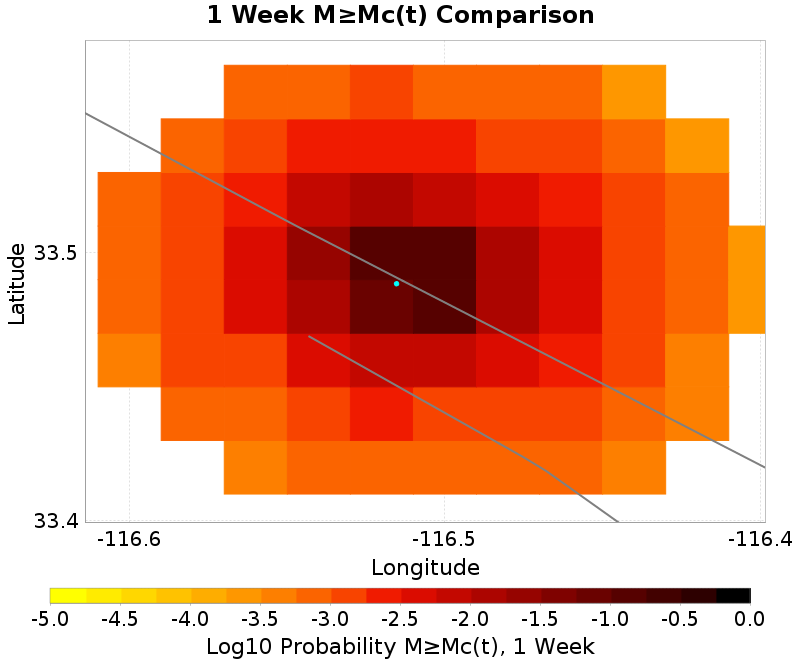 1 Week M≥Mc(t) Comparison
Latitude
33.5
33.4
-116.6 -116.5 -116.4
Longitude
-5.0 -4.5 -4.0 -3.5 -3.0 -2.5 -2.0 -1.5 -1.0 -0.5 0.0
Log10 Probability M≥Mc(t), 1 Week